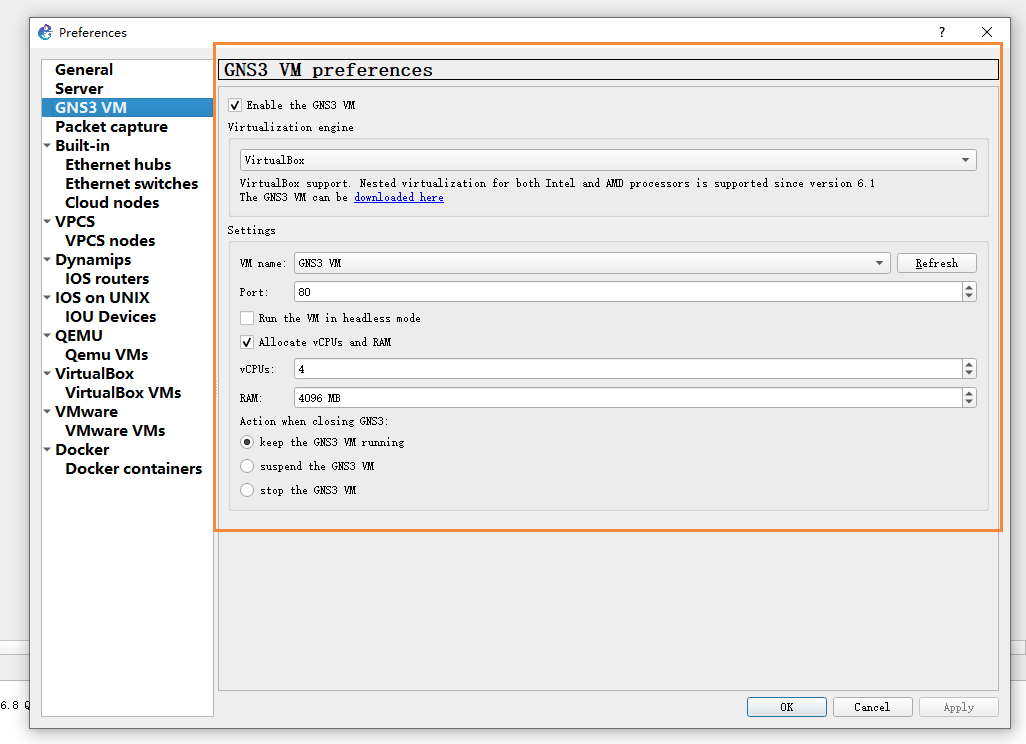 Preferences
?
General
Server
GNS3 VM
Packet capture
Built-in
Ethernet hubs
Ethernet switches
Cloud nodes
VPCS
VPCS nodes
Dynamips
IOS routers
IOS on UNIX
IOU Devices
QEMU
Qemu VMs
VirtualBox
VirtualBox VMs
VMware
VMware VMs
Docker
Docker containers
GNS3 VM preferences
Enable the GNS3 VM
Virtualization engine
VirtualBox
VirtualBox support. Nested virtualization for both Intel and AMD processors is supported since version 6.1
The GNS3 VM can be downloaded here
Settings
VM name: GNS3 VM Refresh
Port: 80
Run the VM in headless mode
Allocate vCPUs and RAM
vCPUs: 4
RAM: 4096 MB
Action when closing GNS3:
keep the GNS3 VM running
suspend the GNS3 VM
stop the GNS3 VM
6.8 Q
OK Cancel Apply